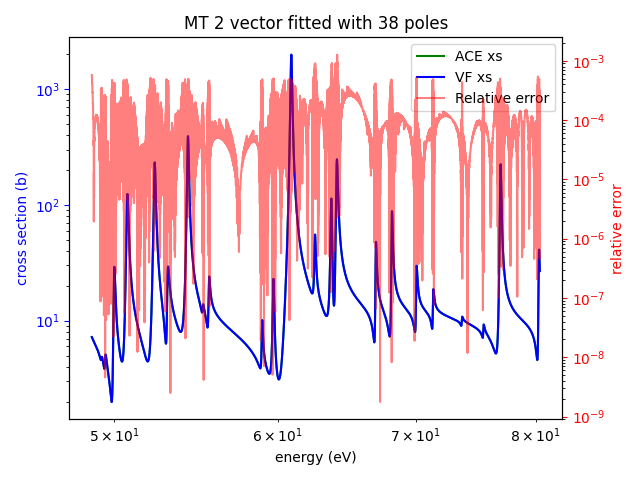 MT 2 vector fitted with 38 poles
ACE xs
VF xs
Relative error
cross section (b)
10³
10²
10¹
relative error
10⁻³
10⁻⁴
10⁻⁵
10⁻⁶
10⁻⁷
10⁻⁸
10⁻⁹
5 × 10¹ 6 × 10¹ 7 × 10¹ 8 × 10¹
energy (eV)